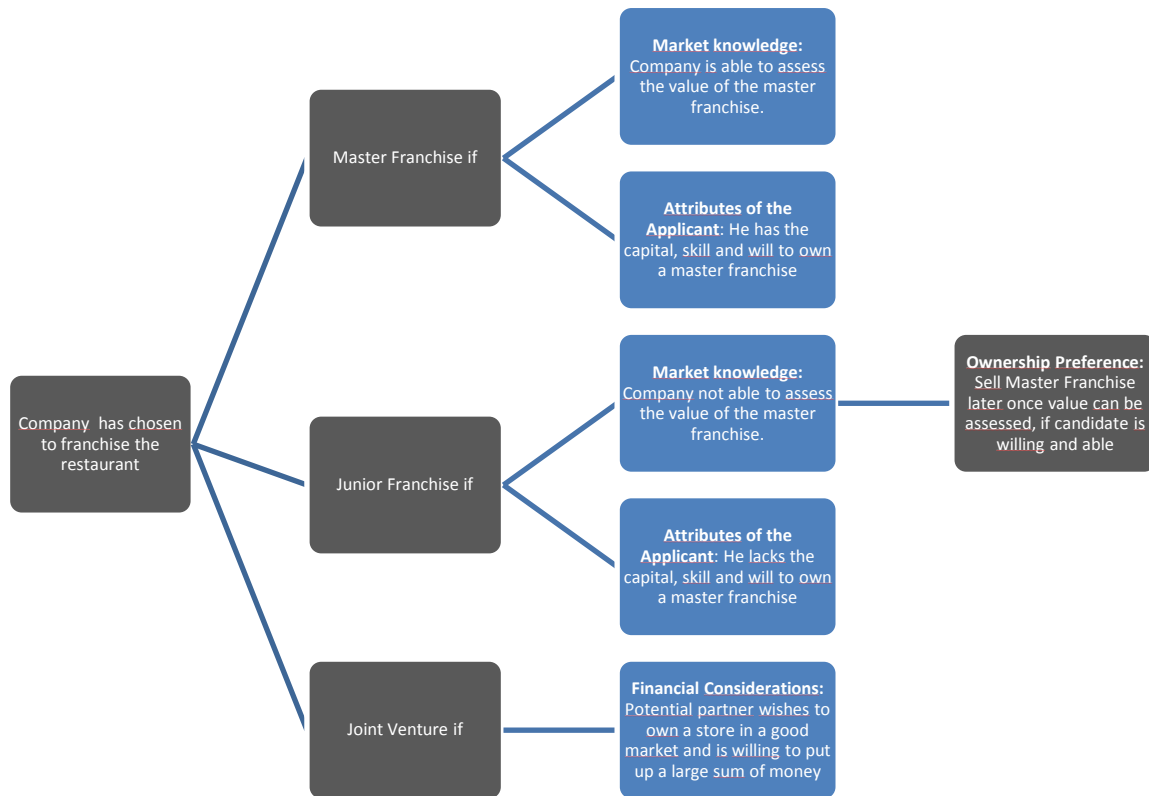 Market knowledge:
Company is able to assess
the value of the master
franchise.
Master Franchise if
Attributes of the
Applicant: He has the
capital, skill and will to own
a master franchise
Company has chosen
to franchise the
restaurant
Junior Franchise if
Market knowledge:
Company not able to assess
the value of the master
franchise.
Ownership Preference:
Sell Master Franchise
later once value can be
assessed, if candidate is
willing and able
Attributes of the
Applicant: He lacks the
capital, skill and will to own
a master franchise
Joint Venture if
Financial Considerations:
Potential partner wishes to
own a store in a good
market and is willing to put
up a large sum of money